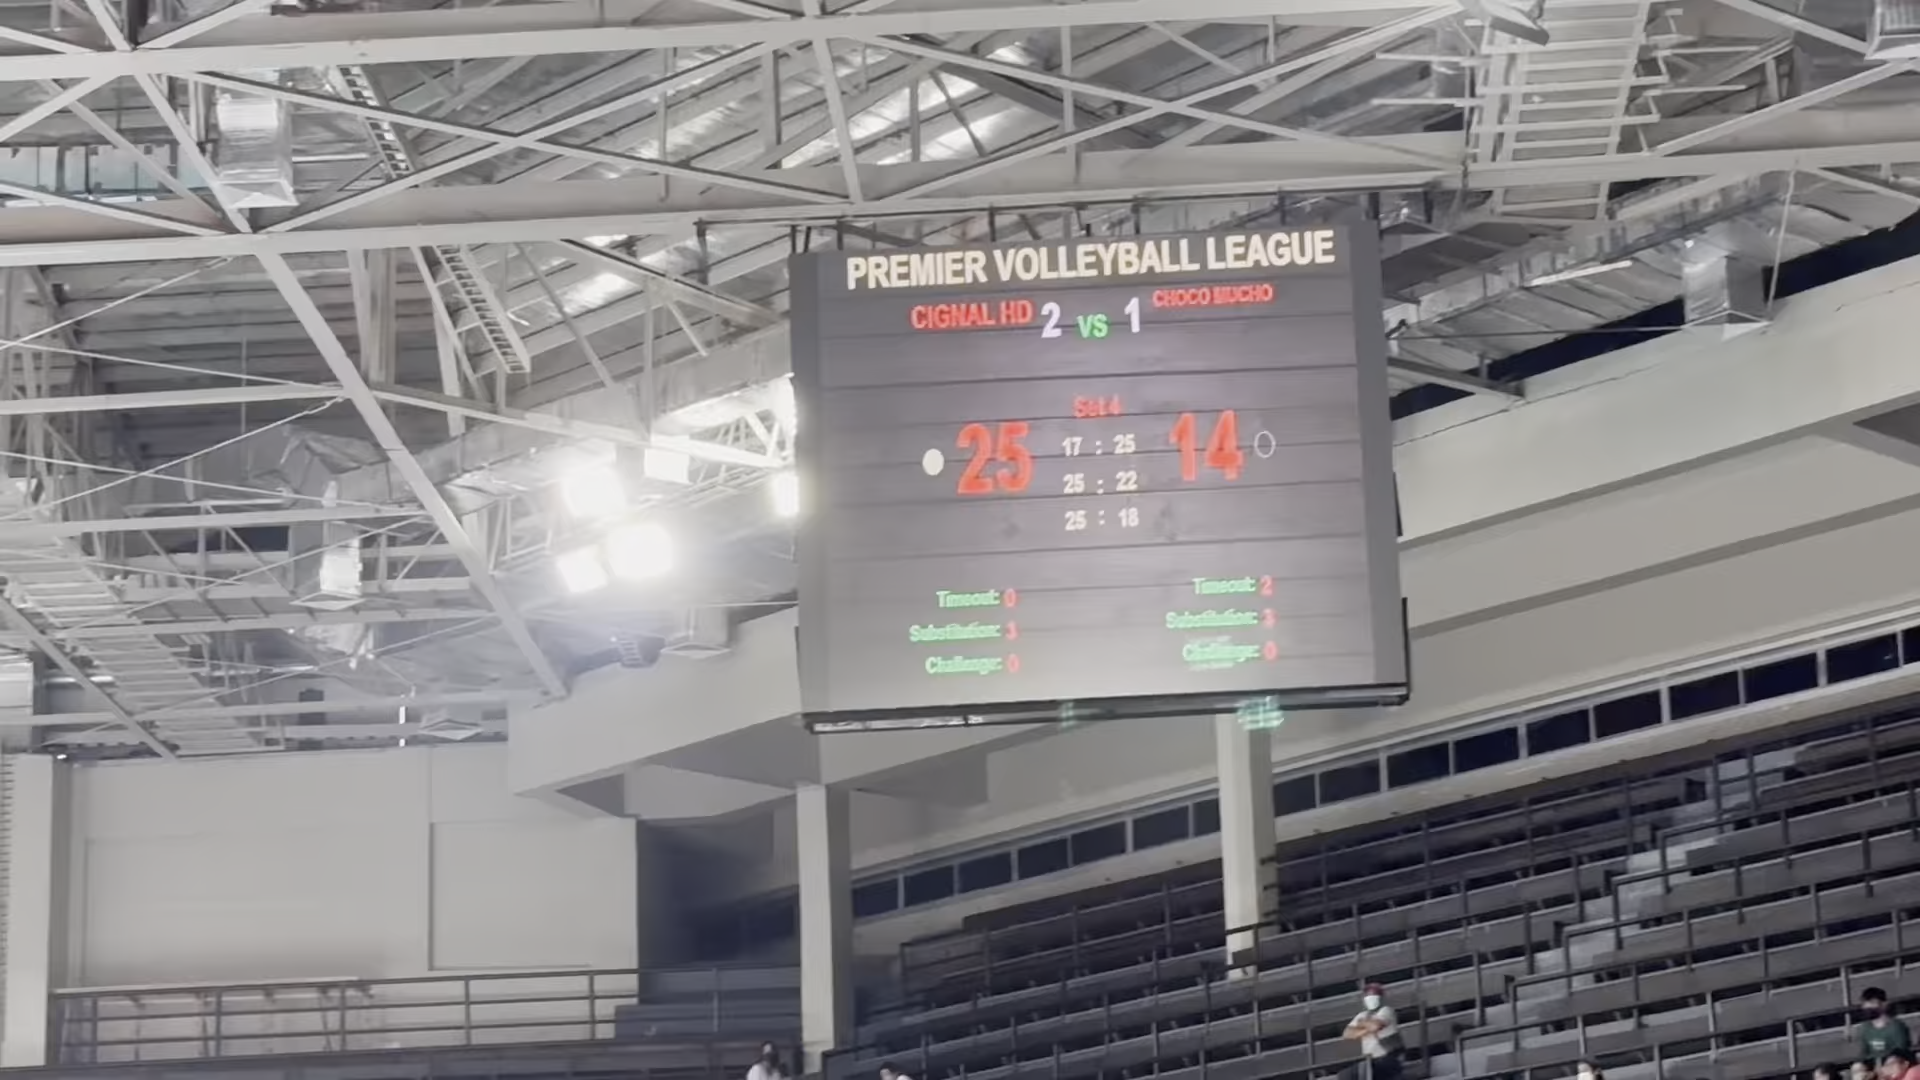 PREMIER VOLLEYBALL LEAGUE
CIGNAL HD 2 VS 1 CHOCO MUCHO
Set 4
25 17 : 25 14
25 : 22
25 : 18
Timeout: 0 Timeout: 2
Substitution: 3 Substitution: 3
Challenge: 0 Challenge: 0